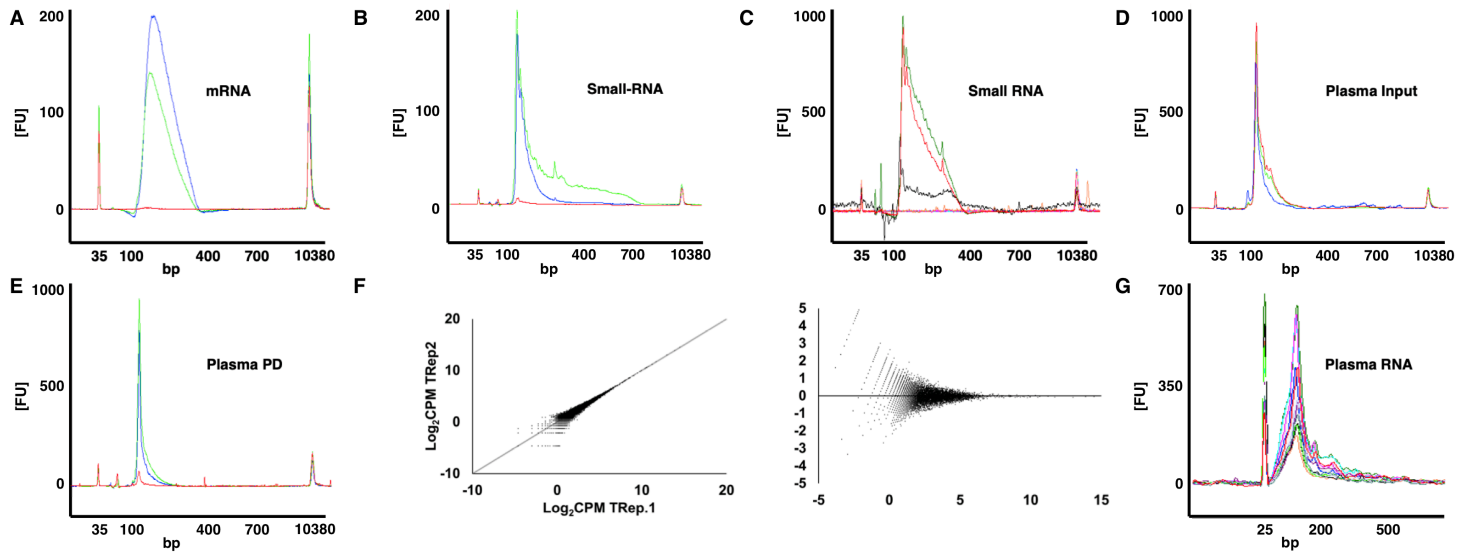 A
200
100
0
[FU]
mRNA
35 100 400 700 10380
bp
B
200
100
0
[FU]
Small-RNA
35 100 400 700 10380
bp
C
1000
500
0
[FU]
Small RNA
35 100 400 700 10380
bp
D
1000
500
0
[FU]
Plasma Input
35 100 400 700 10380
bp
E
1000
500
0
[FU]
Plasma PD
35 100 400 700 10380
bp
F
20
10
0
-10
Log2CPM TRep2
-10 0 10 20
Log2CPM TRep.1
5
4
3
2
1
0
-1
-2
-3
-4
-5
-5 0 5 10 15
G
700
350
0
[FU]
Plasma RNA
25 200 500
bp